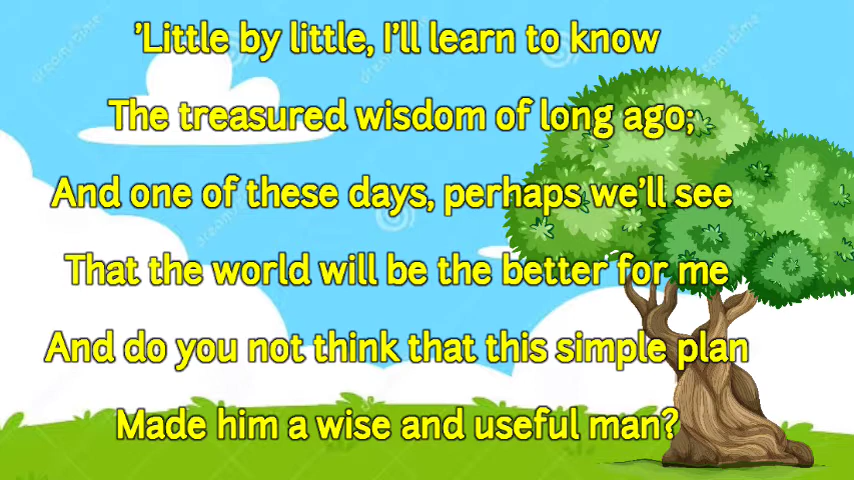 ’Little by little, I’ll learn to know
The treasured wisdom of long ago;
And one of these days, perhaps we’ll see
That the world will be the better for me
And do you not think that this simple plan
Made him a wise and useful man?